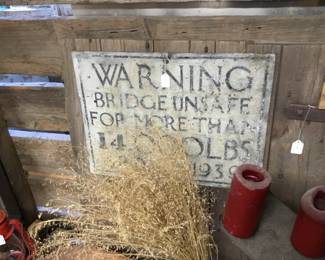 WARNING
BRIDGE UNSAFE
FOR MORE THAN
LBS
1939